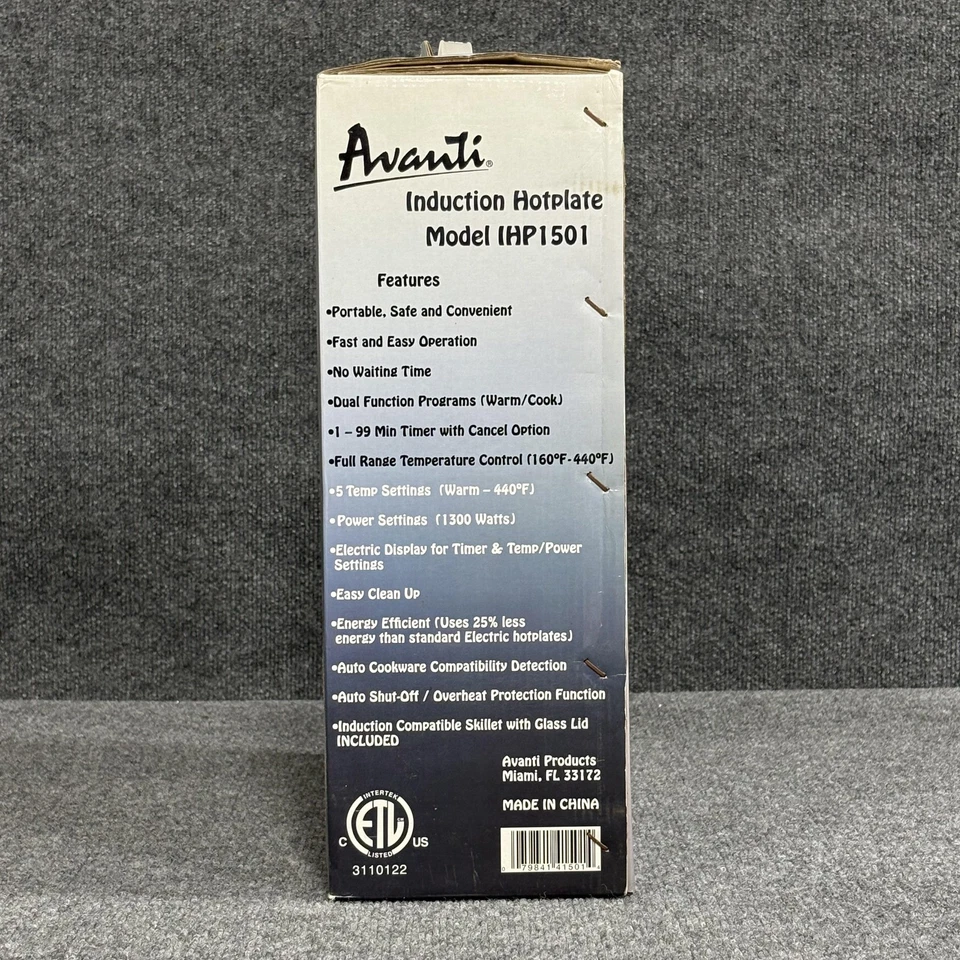 Avanti®
Induction Hotplate
Model IHP1501
Features
•Portable, Safe and Convenient
•Fast and Easy Operation
•No Waiting Time
•Dual Function Programs (Warm/Cook)
•1 – 99 Min Timer with Cancel Option
•Full Range Temperature Control (160°F-440°F)
•5 Temp Settings (Warm – 440°F)
•Power Settings (1300 Watts)
•Electric Display for Timer & Temp/Power
Settings
•Easy Clean Up
•Energy Efficient (Uses 25% less
energy than standard Electric hotplates)
•Auto Cookware Compatibility Detection
•Auto Shut-Off / Overheat Protection Function
•Induction Compatible Skillet with Glass Lid
INCLUDED
Avanti Products
Miami, FL 33172
MADE IN CHINA
INTERTEK
C ETL US
LISTED
3110122
0 79841 41501 4